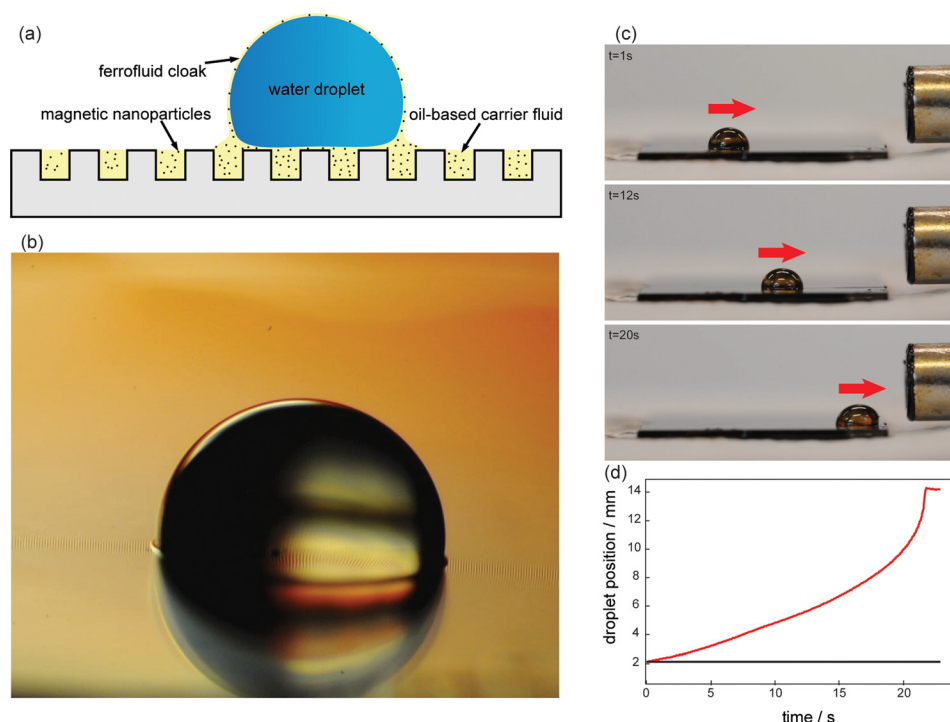 (a)
ferrofluid cloak
water droplet
magnetic nanoparticles
oil-based carrier fluid
(b)
(c)
t=1s
t=12s
t=20s
(d)
14
12
10
8
6
4
2
droplet position / mm
0
5
10
15
20
time / s